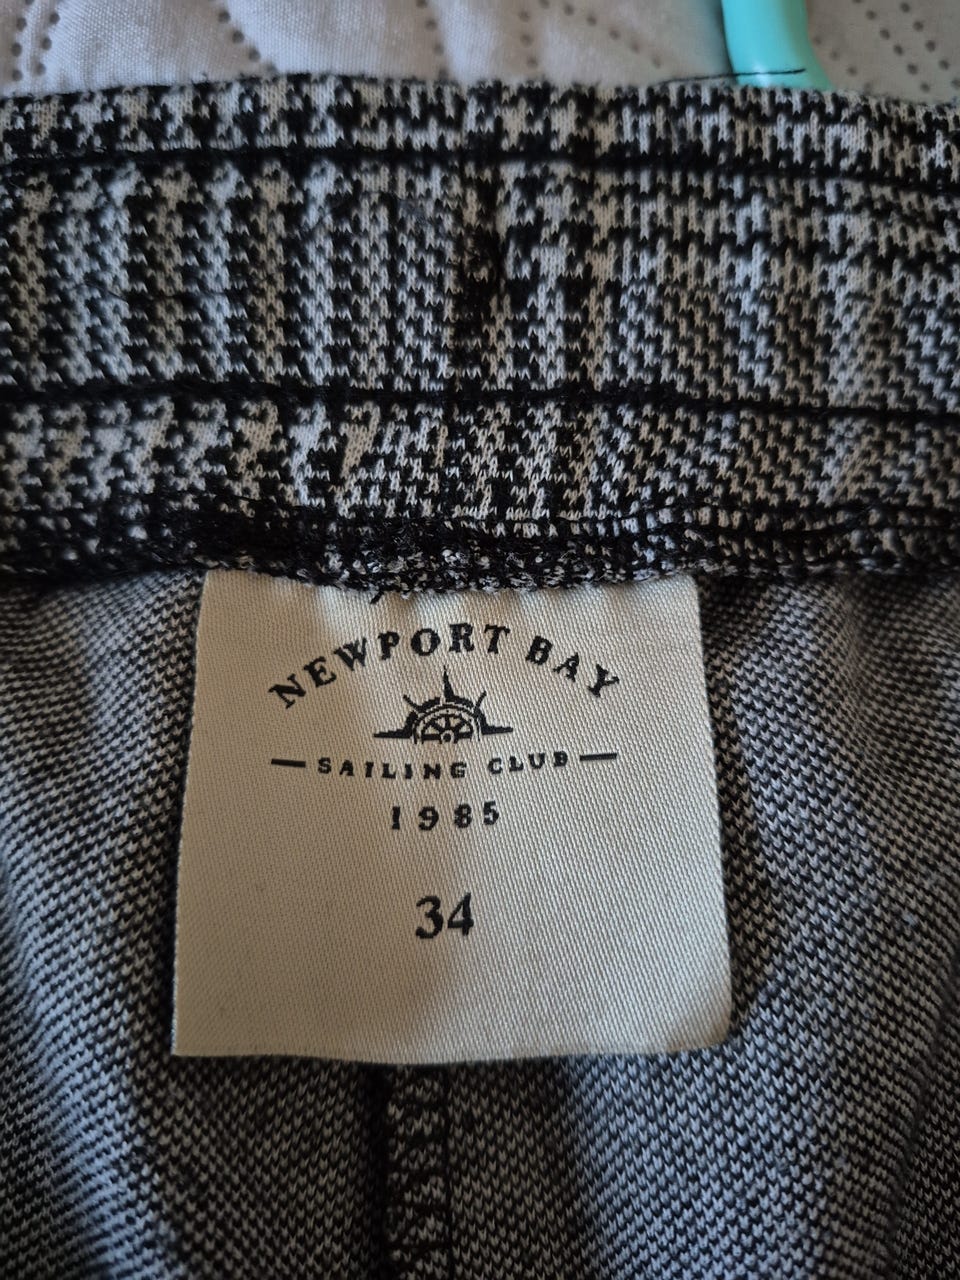 NEWPORT BAY
SAILING CLUB
1985
34